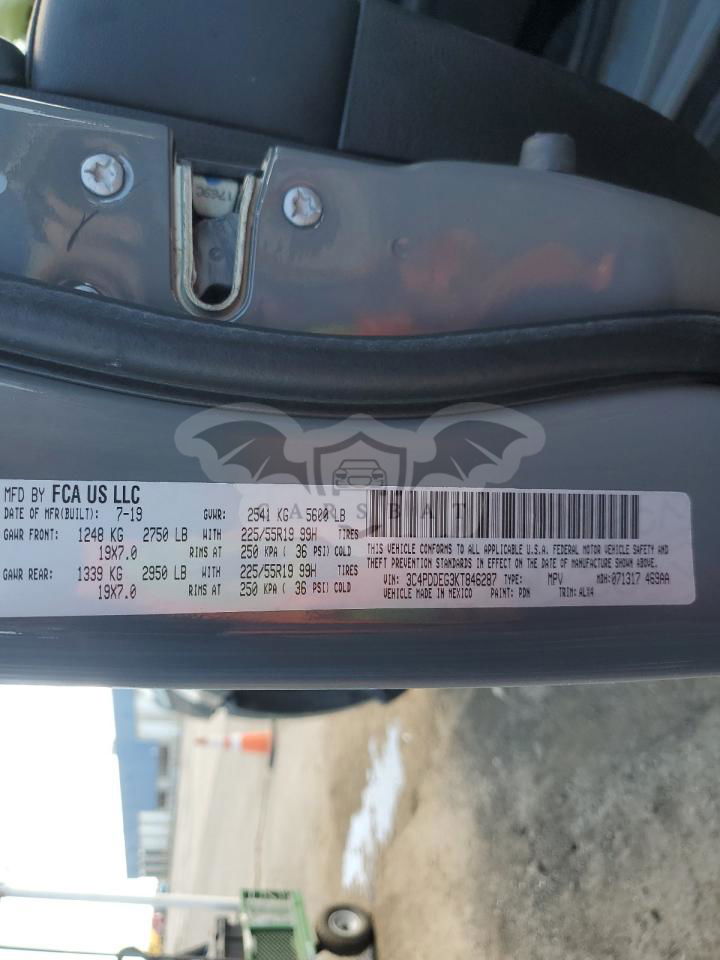 1769C
CARSBAT
MFD BY FCA US LLC
DATE OF MFR(BUILT): 7-19 GVWR: 2541 KG 5600 LB
GAWR FRONT: 1248 KG 2750 LB WITH 225/55R19 99H TIRES
19X7.0 RIMS AT 250 KPA ( 36 PSI) COLD
GAWR REAR: 1339 KG 2950 LB WITH 225/55R19 99H TIRES
19X7.0 RIMS AT 250 KPA ( 36 PSI) COLD
THIS VEHICLE CONFORMS TO ALL APPLICABLE U.S.A. FEDERAL MOTOR VEHICLE SAFETY AND
THEFT PREVENTION STANDARDS IN EFFECT ON THE DATE OF MANUFACTURE SHOWN ABOVE.
VIN: 3C4PDDEG3KT846287 TYPE: MPV MDH:071317 469AA
VEHICLE MADE IN MEXICO PAINT: PDN TRIM: ALX4